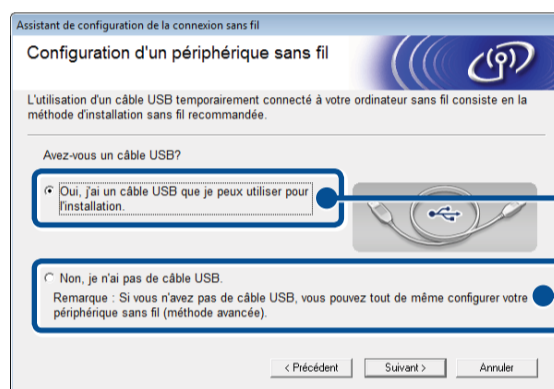 Assistant de configuration de la connexion sans fil
Configuration d'un périphérique sans fil
L'utilisation d'un câble USB temporairement connecté à votre ordinateur sans fil consiste en la
méthode d'installation sans fil recommandée.
Avez-vous un câble USB?
Oui, j'ai un câble USB que je peux utiliser pour
l'installation.
Non, je n'ai pas de câble USB.
Remarque : Si vous n'avez pas de câble USB, vous pouvez tout de même configurer votre
périphérique sans fil (méthode avancée).
< Précédent
Suivant >
Annuler